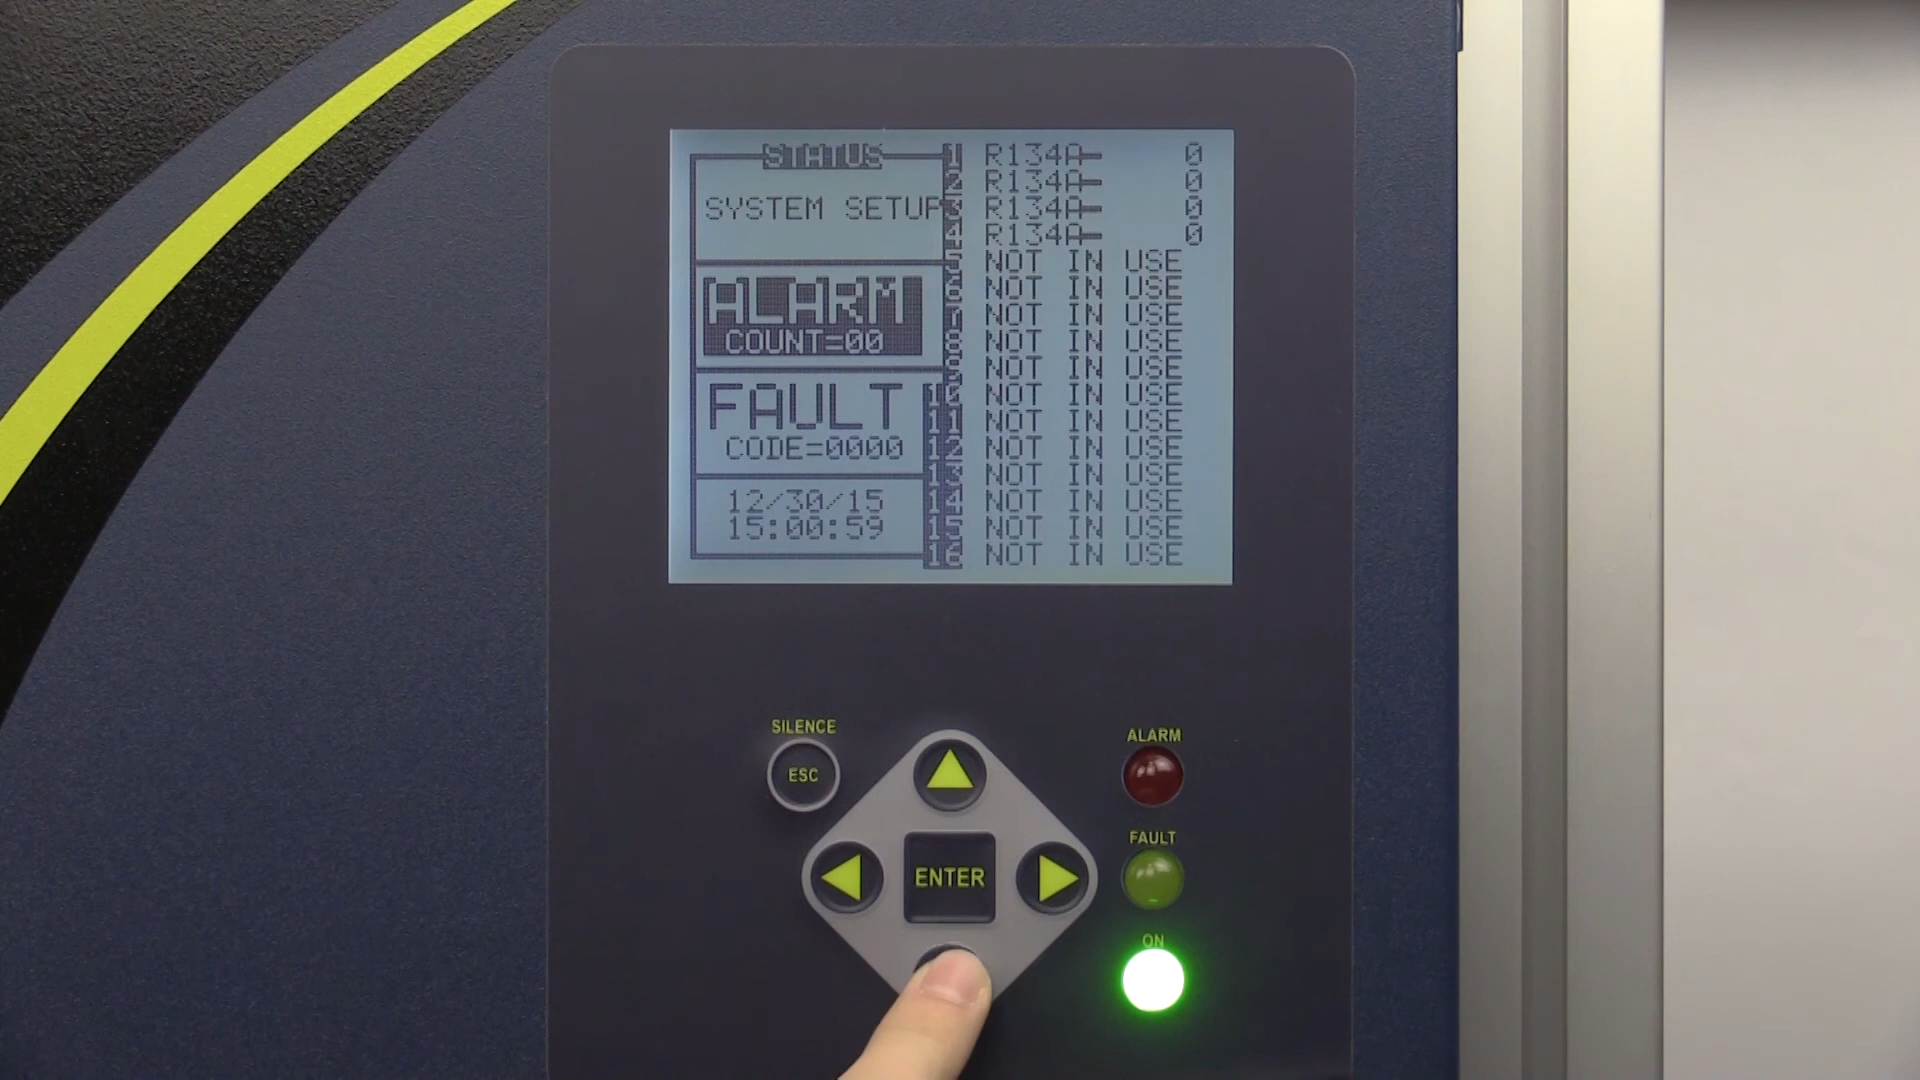 STATUS
SYSTEM SETUP
ALARM
COUNT=00
FAULT
CODE=0000
12/30/15
15:00:59
1 R134A- 0
2 R134A- 0
3 R134A- 0
4 R134A- 0
5 NOT IN USE
6 NOT IN USE
7 NOT IN USE
8 NOT IN USE
9 NOT IN USE
10 NOT IN USE
11 NOT IN USE
12 NOT IN USE
13 NOT IN USE
14 NOT IN USE
15 NOT IN USE
16 NOT IN USE
SILENCE
ESC
ENTER
ALARM
FAULT
ON